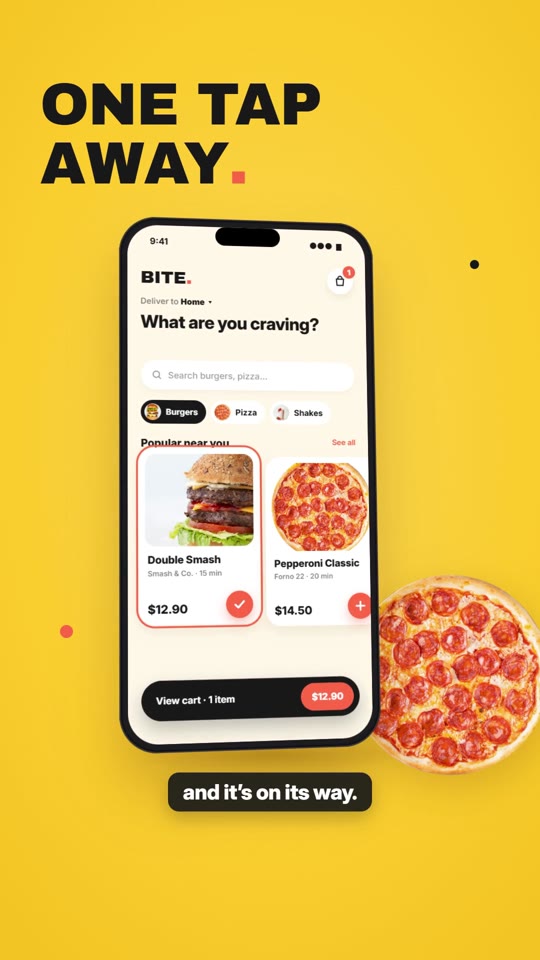 ONE TAP
AWAY.
9:41
BITE.
1
Deliver to Home
What are you craving?
Search burgers, pizza...
Burgers
Pizza
Shakes
Popular near you
See all
Double Smash
Smash & Co. · 15 min
$12.90
Pepperoni Classic
Forno 22 · 20 min
$14.50
View cart · 1 item
$12.90
and it's on its way.